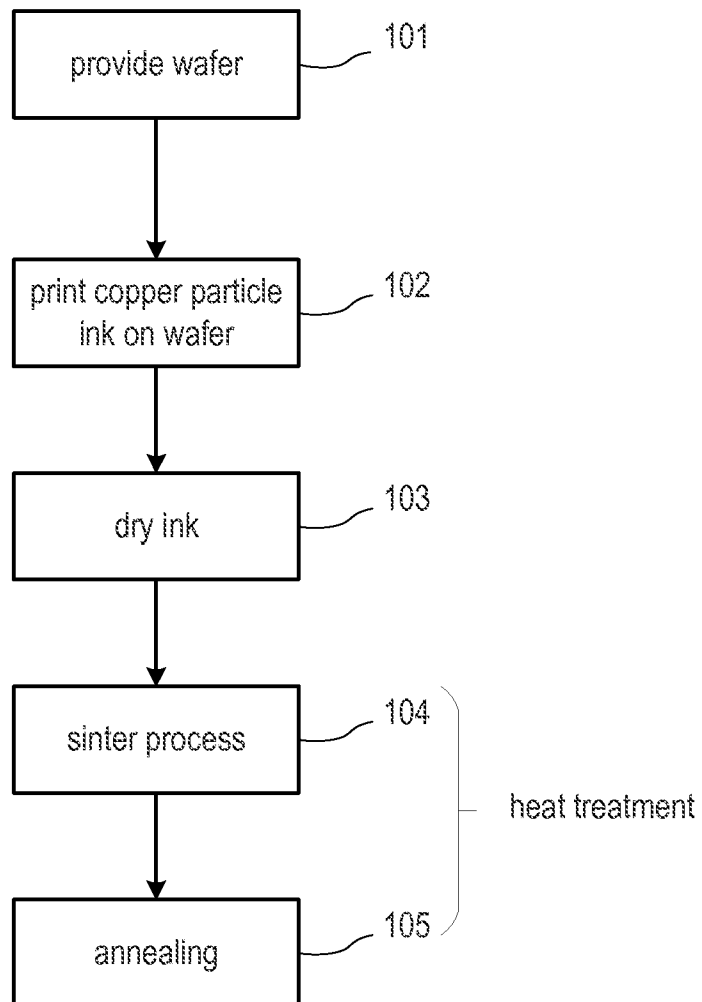 provide wafer
101
print copper particle
ink on wafer
102
dry ink
103
sinter process
104
heat treatment
annealing
105